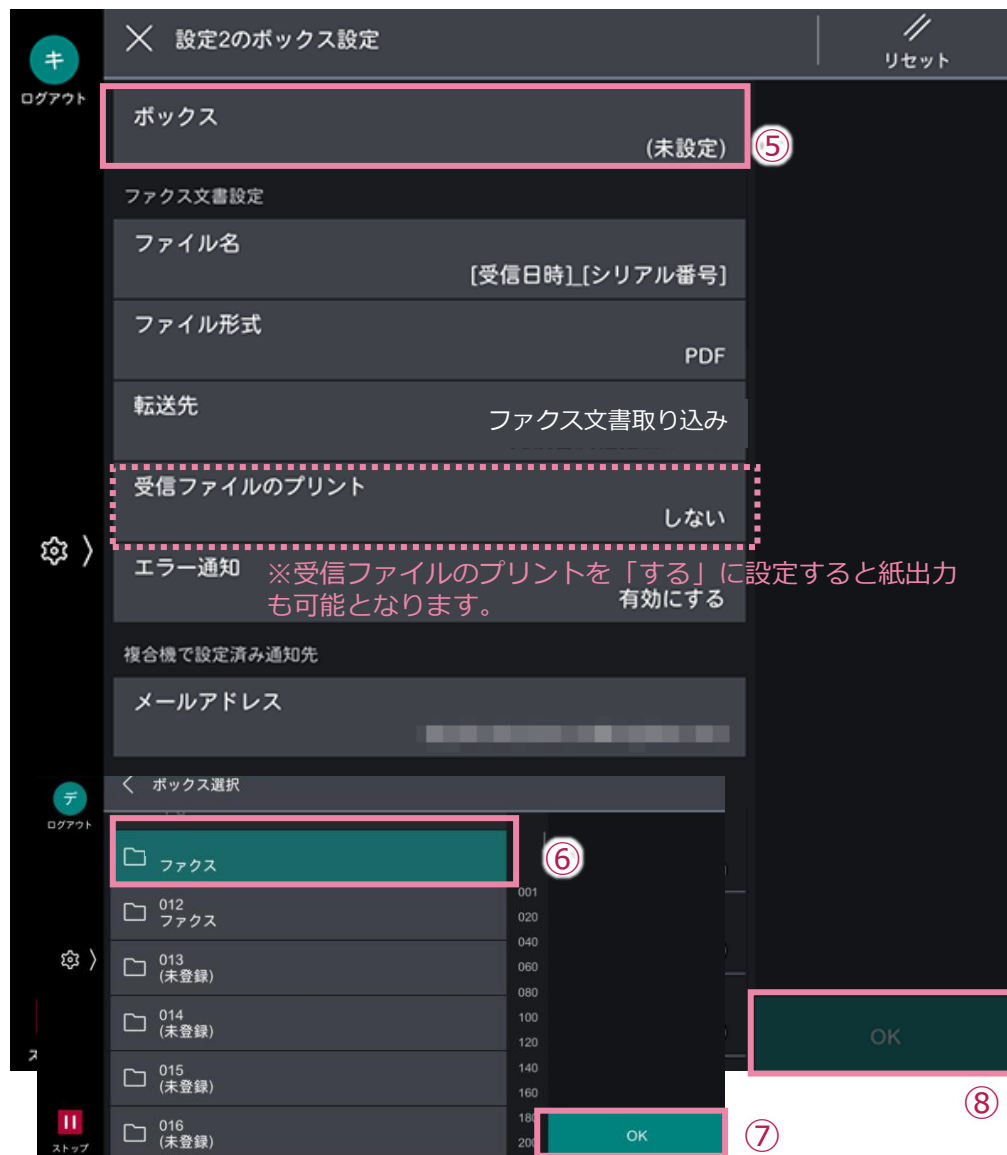 キ
ログアウト
設定2のボックス設定
リセット
ボックス
(未設定)
⑤
ファクス文書設定
ファイル名
[受信日時]_[シリアル番号]
ファイル形式
PDF
転送先
ファクス文書取り込み
受信ファイルのプリント
しない
エラー通知
有効にする
※受信ファイルのプリントを「する」に設定すると紙出力
も可能となります。
複合機で設定済み通知先
メールアドレス
デ
ログアウト
ボックス選択
ファクス
⑥
012
ファクス
013
(未登録)
014
(未登録)
015
(未登録)
016
(未登録)
001
020
040
060
080
100
120
140
160
ストップ
OK
⑦
OK
⑧